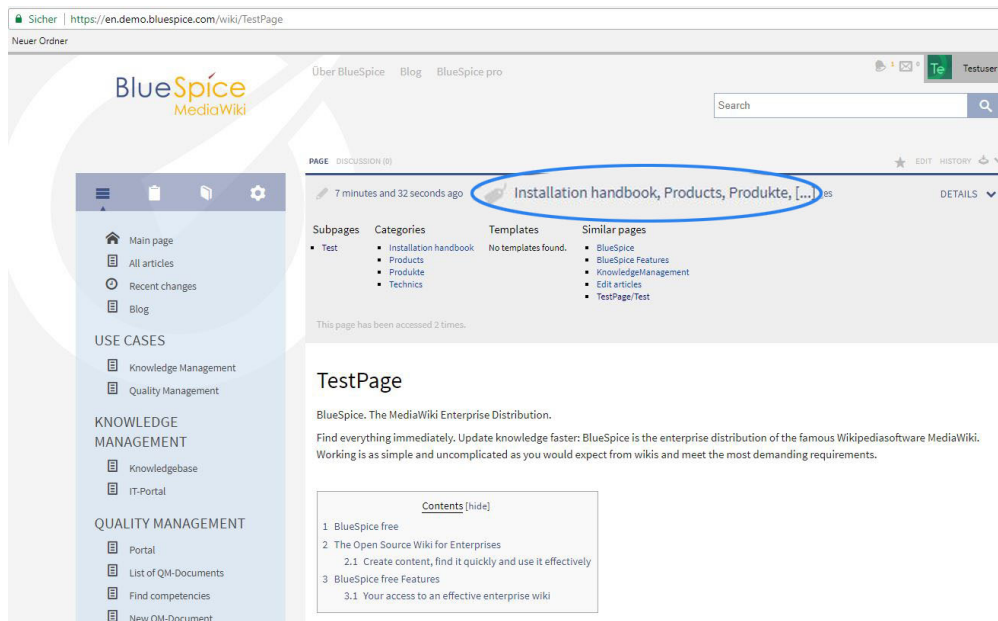 Sicher | https://en.demo.bluespice.com/wiki/TestPage
Neuer Ordner
BlueSpice
MediaWiki
Über BlueSpice Blog BlueSpice pro
1
Te Testuser
Search
PAGE DISCUSSION (0)
EDIT HISTORY
7 minutes and 32 seconds ago
Installation handbook, Products, Produkte, [...]
DETAILS
Subpages Categories Templates Similar pages
Test
Installation handbook
Products
Produkte
Technics
No templates found.
BlueSpice
BlueSpice Features
KnowledgeManagement
Edit articles
TestPage/Test
This page has been accessed 2 times.
Main page
All articles
Recent changes
Blog
USE CASES
Knowledge Management
Quality Management
KNOWLEDGE
MANAGEMENT
Knowledgebase
IT-Portal
QUALITY MANAGEMENT
Portal
List of QM-Documents
Find competencies
New QM-Document
TestPage
BlueSpice. The MediaWiki Enterprise Distribution.
Find everything immediately. Update knowledge faster: BlueSpice is the enterprise distribution of the famous Wikipediasoftware MediaWiki.
Working is as simple and uncomplicated as you would expect from wikis and meet the most demanding requirements.
Contents [hide]
1 BlueSpice free
2 The Open Source Wiki for Enterprises
2.1 Create content, find it quickly and use it effectively
3 BlueSpice free Features
3.1 Your access to an effective enterprise wiki